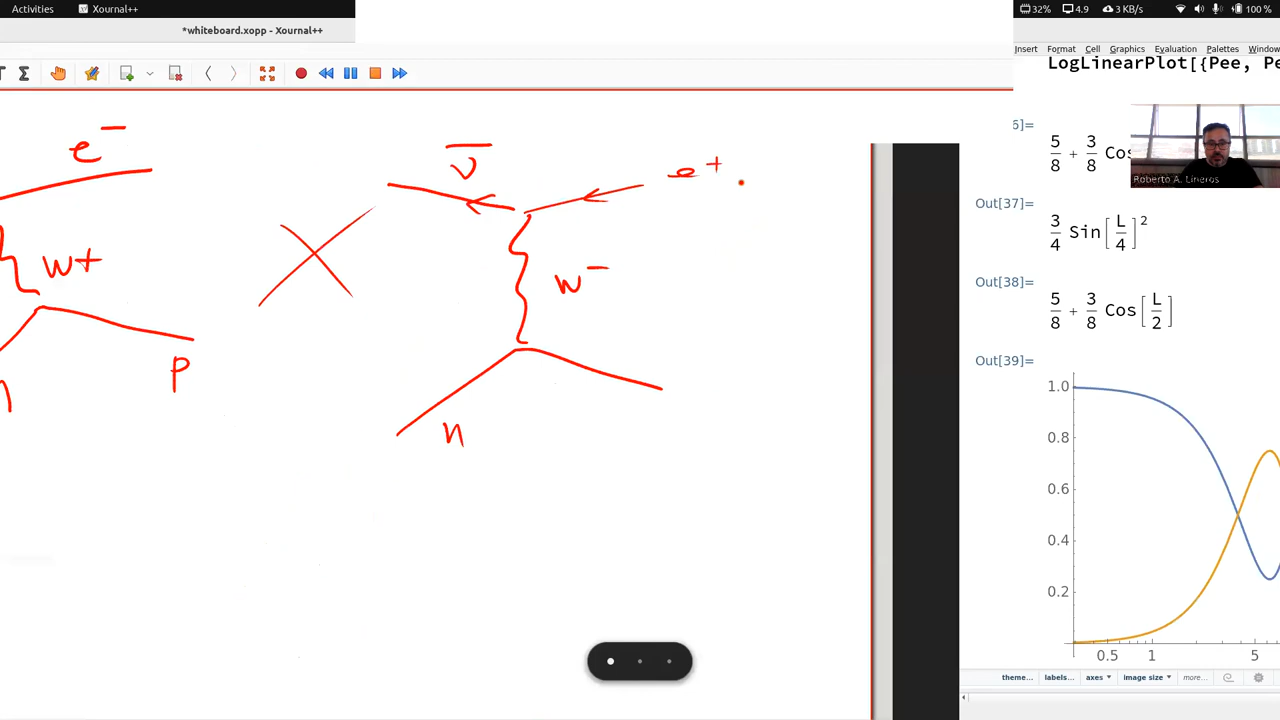 Activities Xournal++
*whiteboard.xopp - Xournal++
32% 4.9 3 KB/s 100 %
Insert Format Cell Graphics Evaluation Palettes Window
LogLinearPlot[{Pee, Pe
6]=
5/8 + 3/8 Cos
Roberto A. Lineros
Out[37]=
3/4 Sin[L/4]^2
Out[38]=
5/8 + 3/8 Cos[L/2]
Out[39]=
1.0
0.8
0.6
0.4
0.2
0.5 1 5
theme... labels... axes image size more...
e⁻
W+
n
p
ν̅
e+
W⁻
n